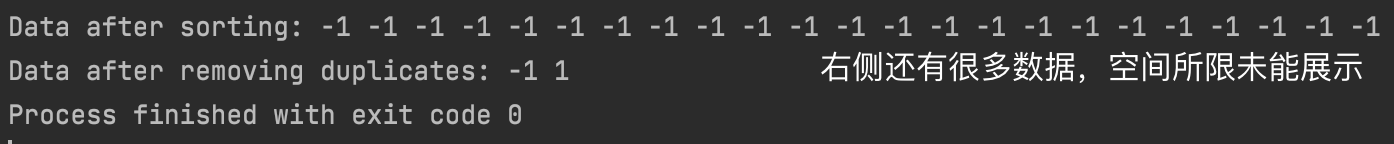 Data after sorting: -1 -1 -1 -1 -1 -1 -1 -1 -1 -1 -1 -1 -1 -1 -1 -1 -1 -1 -1 -1 -1 -1 -1
Data after removing duplicates: -1 1
右侧还有很多数据，空间所限未能展示
Process finished with exit code 0